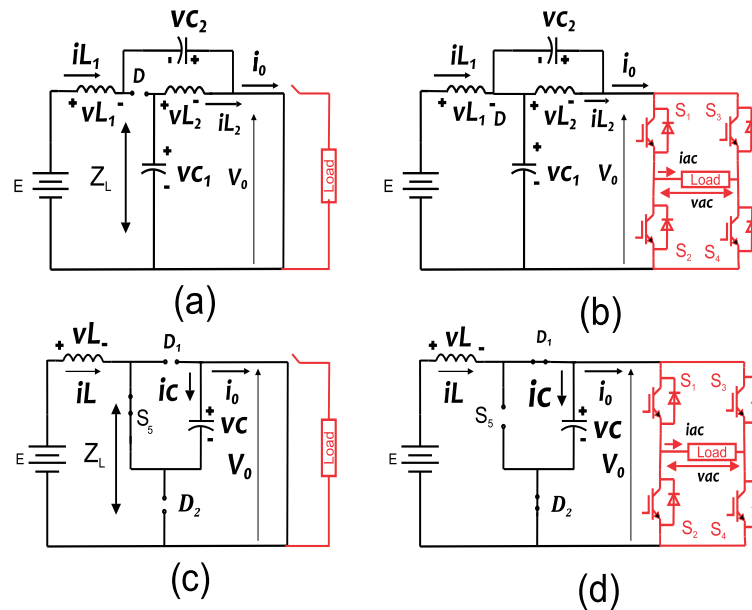 vC₂
- +
iL₁
D
i₀
+ vL₁ -
+ vL₂ -
iL₂
E
Z_L
+
-
vC₁
V₀
Load
(a)
vC₂
- +
iL₁
i₀
+ vL₁ -
D
+ vL₂ -
iL₂
E
+
-
vC₁
V₀
S₁
S₃
iac
Load
vac
S₂
S₄
(b)
+ vL -
D₁
iL
iC
i₀
S₅
+
-
vC
E
Z_L
V₀
D₂
Load
(c)
+ vL -
D₁
iL
iC
i₀
S₅
+
-
vC
E
V₀
D₂
S₁
S₃
iac
Load
vac
S₂
S₄
(d)